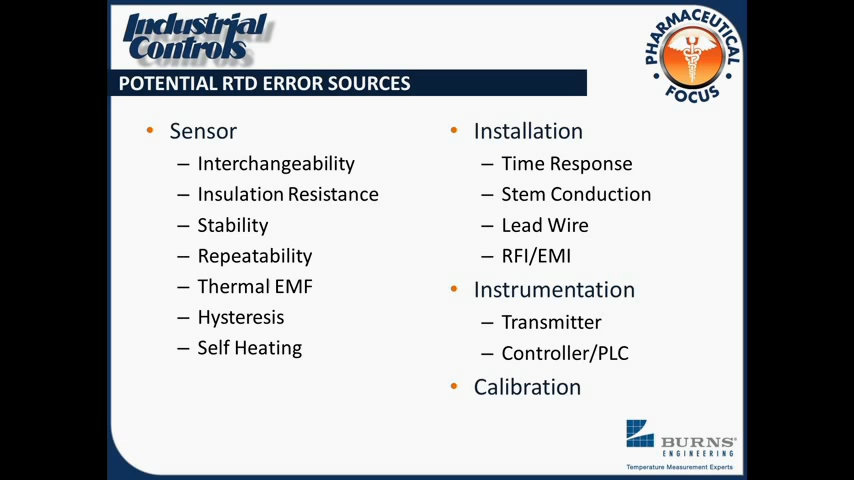 Industrial
Controls
PHARMACEUTICAL
• FOCUS •
POTENTIAL RTD ERROR SOURCES
• Sensor
– Interchangeability
– Insulation Resistance
– Stability
– Repeatability
– Thermal EMF
– Hysteresis
– Self Heating
• Installation
– Time Response
– Stem Conduction
– Lead Wire
– RFI/EMI
• Instrumentation
– Transmitter
– Controller/PLC
• Calibration
BURNS®
ENGINEERING
Temperature Measurement Experts